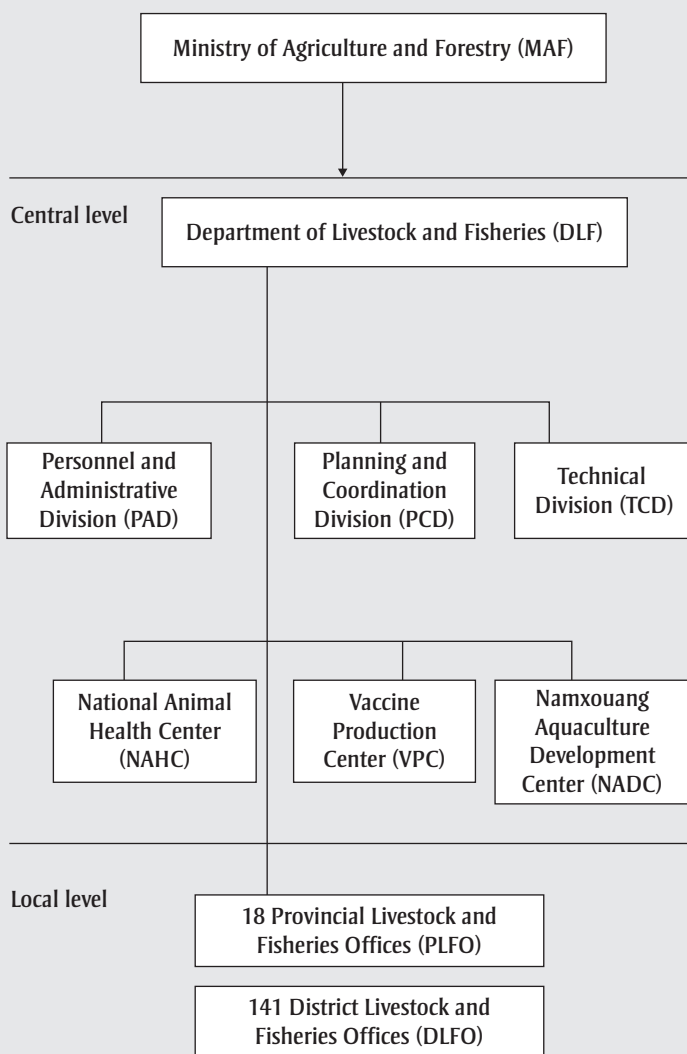 Ministry of Agriculture and Forestry (MAF)
Central level
Department of Livestock and Fisheries (DLF)
Personnel and
Administrative
Division (PAD)
Planning and
Coordination
Division (PCD)
Technical
Division (TCD)
National Animal
Health Center
(NAHC)
Vaccine
Production
Center (VPC)
Namxouang
Aquaculture
Development
Center (NADC)
Local level
18 Provincial Livestock and
Fisheries Offices (PLFO)
141 District Livestock and
Fisheries Offices (DLFO)